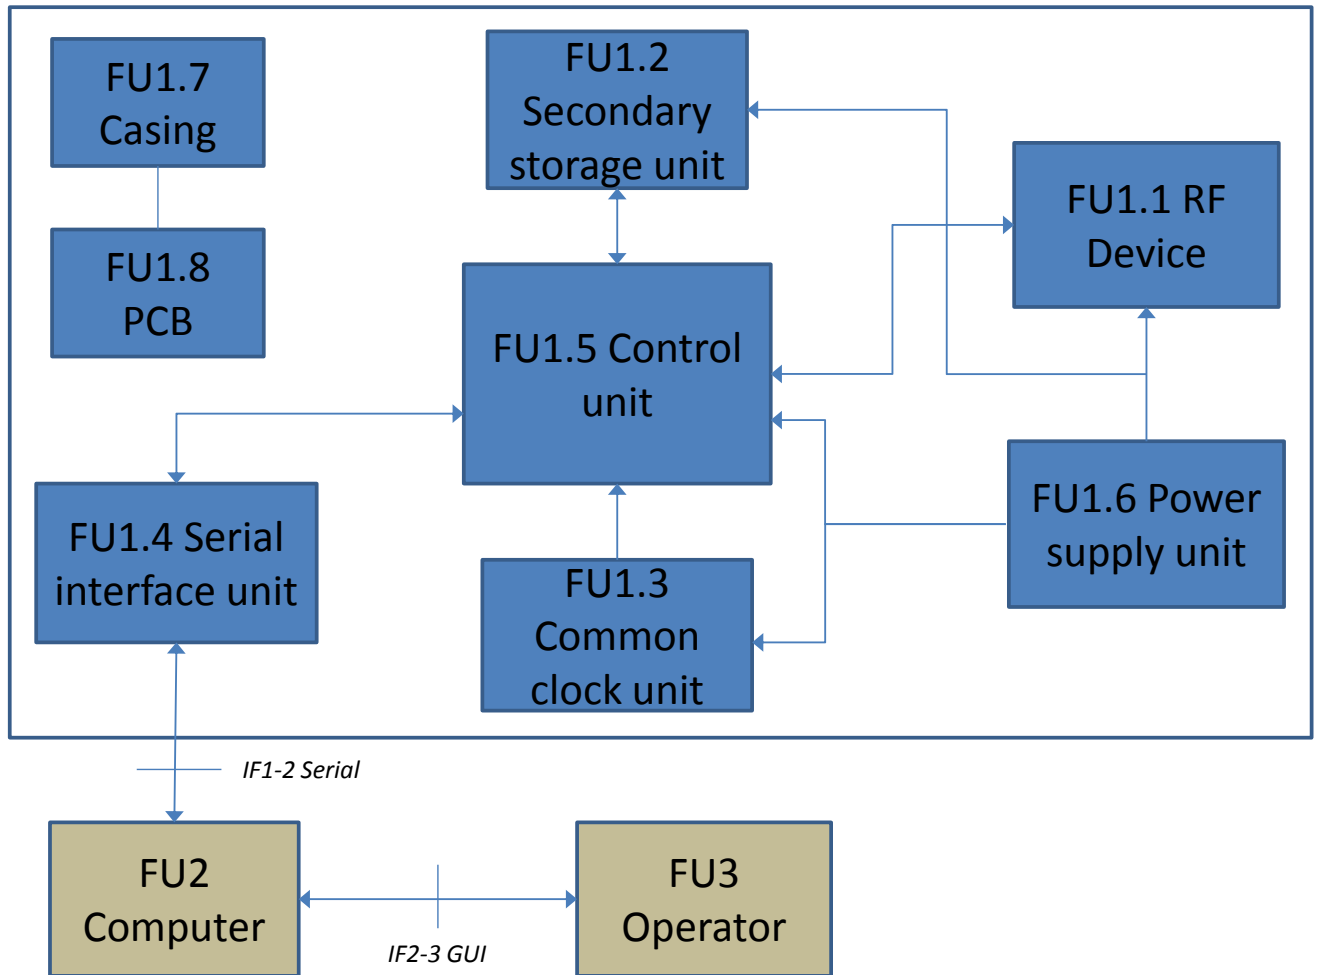 FU1.7
Casing
FU1.2
Secondary
storage unit
FU1.1 RF
Device
FU1.8
PCB
FU1.5 Control
unit
FU1.6 Power
supply unit
FU1.4 Serial
interface unit
FU1.3
Common
clock unit
IF1-2 Serial
FU2
Computer
FU3
Operator
IF2-3 GUI